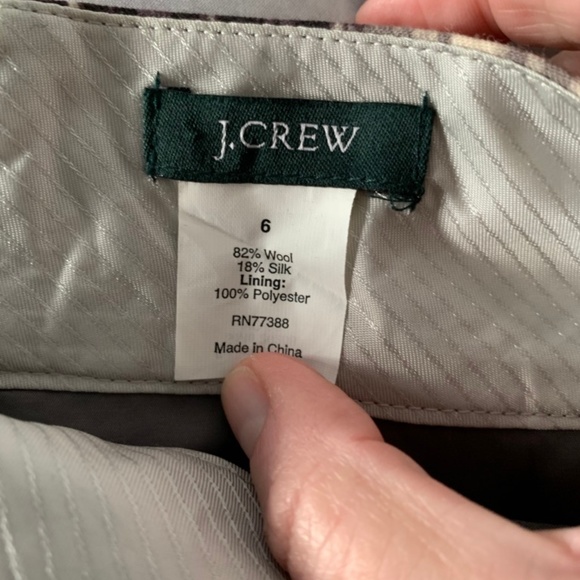 J.CREW
6
82% Wool
18% Silk
Lining:
100% Polyester
RN77388
Made in China